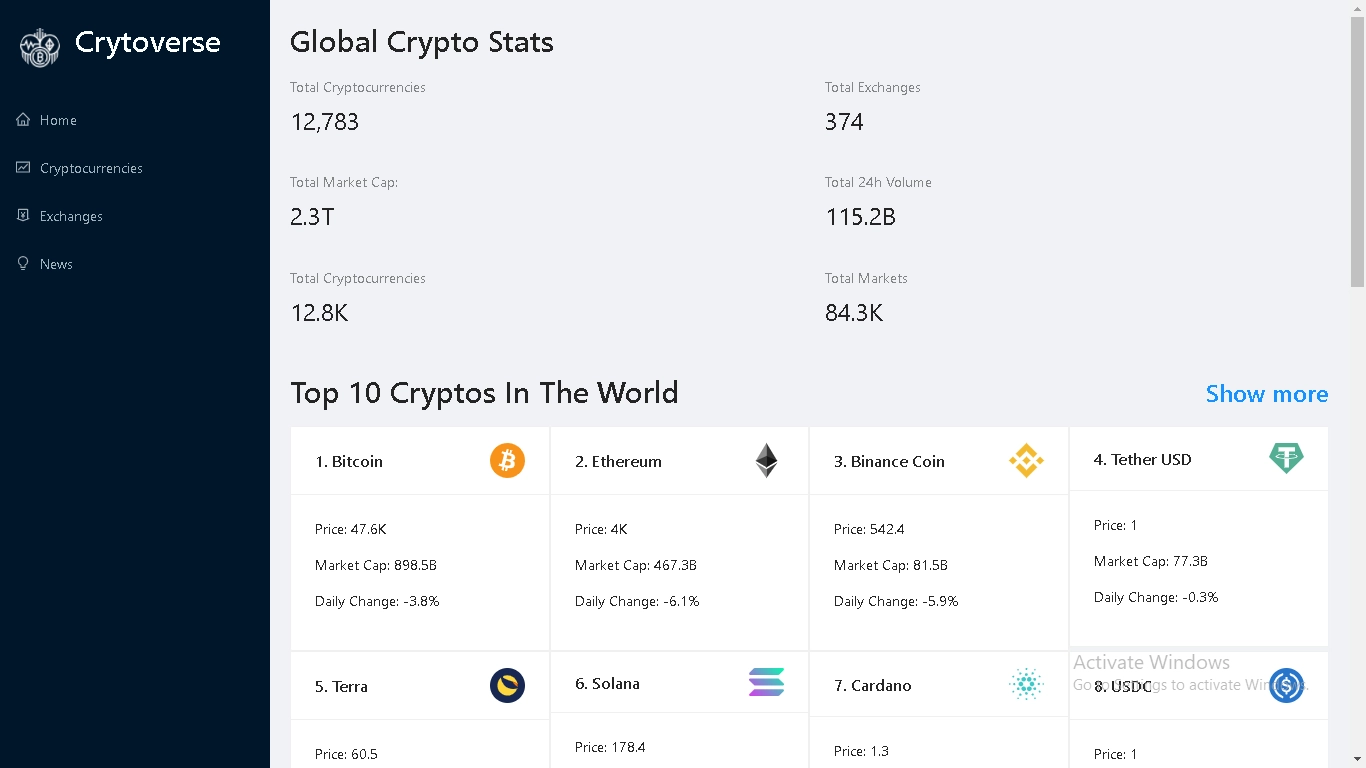 Crytoverse
Home
Cryptocurrencies
Exchanges
News
Global Crypto Stats
Total Cryptocurrencies
12,783
Total Exchanges
374
Total Market Cap:
2.3T
Total 24h Volume
115.2B
Total Cryptocurrencies
12.8K
Total Markets
84.3K
Top 10 Cryptos In The World
Show more
1. Bitcoin
Price: 47.6K
Market Cap: 898.5B
Daily Change: -3.8%
2. Ethereum
Price: 4K
Market Cap: 467.3B
Daily Change: -6.1%
3. Binance Coin
Price: 542.4
Market Cap: 81.5B
Daily Change: -5.9%
4. Tether USD
Price: 1
Market Cap: 77.3B
Daily Change: -0.3%
5. Terra
Price: 60.5
6. Solana
Price: 178.4
7. Cardano
Price: 1.3
8. USDC
Price: 1
Activate Windows
Go to Settings to activate Windows.